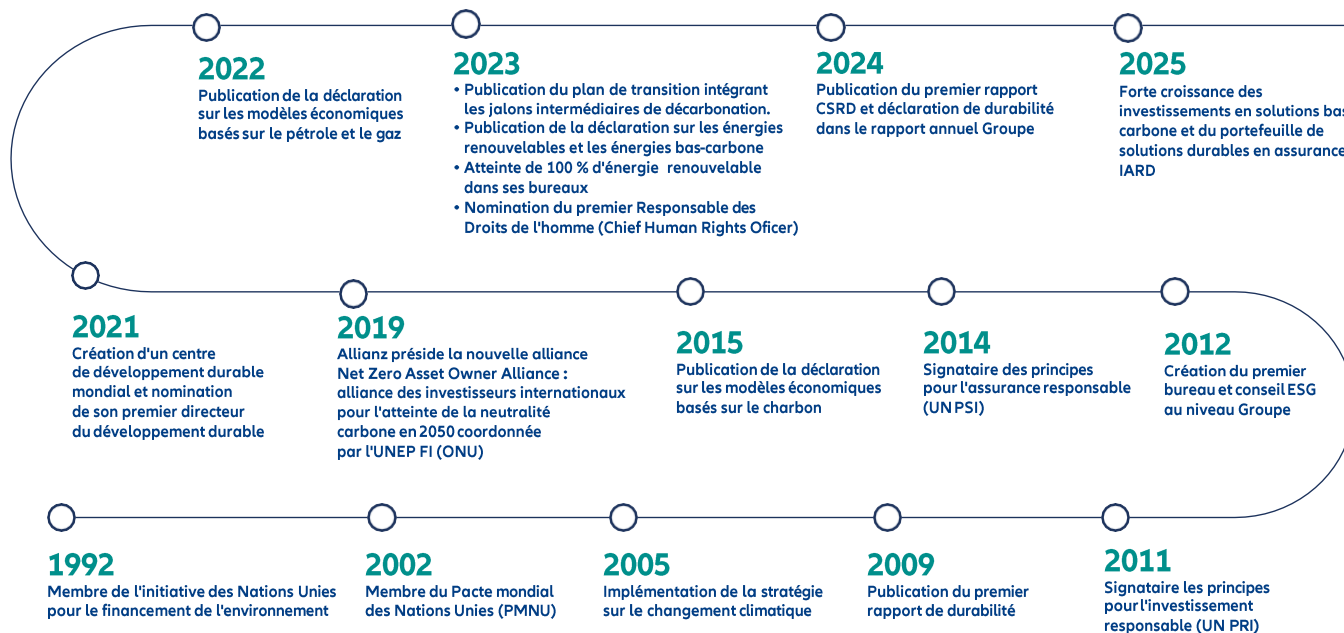 2022
Publication de la déclaration
sur les modèles économiques
basés sur le pétrole et le gaz
2023
• Publication du plan de transition intégrant
les jalons intermédiaires de décarbonation.
• Publication de la déclaration sur les énergies
renouvelables et les énergies bas-carbone
• Atteinte de 100 % d'énergie renouvelable
dans ses bureaux
• Nomination du premier Responsable des
Droits de l'homme (Chief Human Rights Oficer)
2024
Publication du premier rapport
CSRD et déclaration de durabilité
dans le rapport annuel Groupe
2025
Forte croissance des
investissements en solutions bas
carbone et du portefeuille de
solutions durables en assurance
IARD
2021
Création d'un centre
de développement durable
mondial et nomination
de son premier directeur
du développement durable
2019
Allianz préside la nouvelle alliance
Net Zero Asset Owner Alliance :
alliance des investisseurs internationaux
pour l'atteinte de la neutralité
carbone en 2050 coordonnée
par l'UNEP FI (ONU)
2015
Publication de la déclaration
sur les modèles économiques
basés sur le charbon
2014
Signataire des principes
pour l'assurance responsable
(UN PSI)
2012
Création du premier
bureau et conseil ESG
au niveau Groupe
1992
Membre de l'initiative des Nations Unies
pour le financement de l'environnement
2002
Membre du Pacte mondial
des Nations Unies (PMNU)
2005
Implémentation de la stratégie
sur le changement climatique
2009
Publication du premier
rapport de durabilité
2011
Signataire les principes
pour l'investissement
responsable (UN PRI)